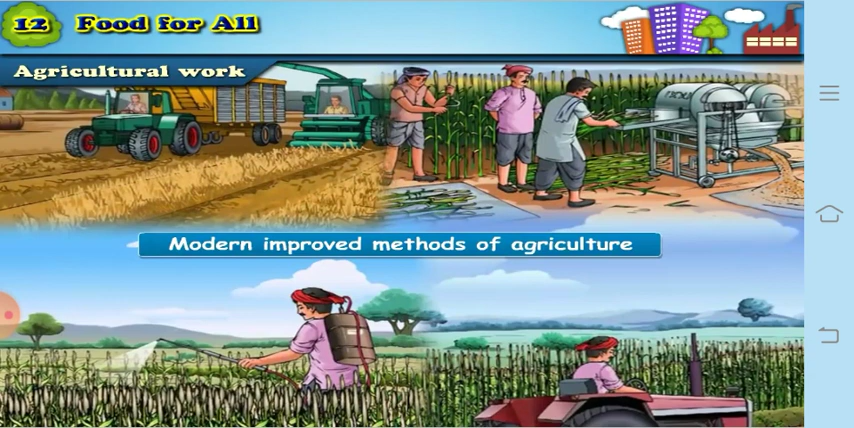 12 Food for All
Agricultural work
Modern improved methods of agriculture